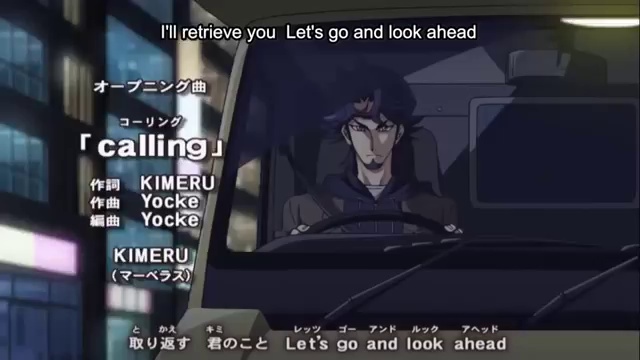 I'll retrieve you  Let's go and look ahead
オープニング曲
コーリング
「calling」
作詞 KIMERU
作曲 Yocke
編曲 Yocke
KIMERU
(マーベラス)
と かえ キミ レッツ ゴー アンド ルック アヘッド
取り返す 君のこと Let's go and look ahead